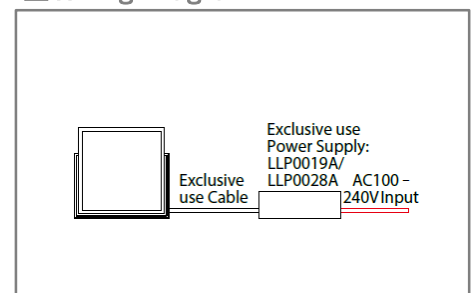 Exclusive use
Power Supply:
LLP0019A/
LLP0028A
AC100 –
240V Input
Exclusive
use Cable